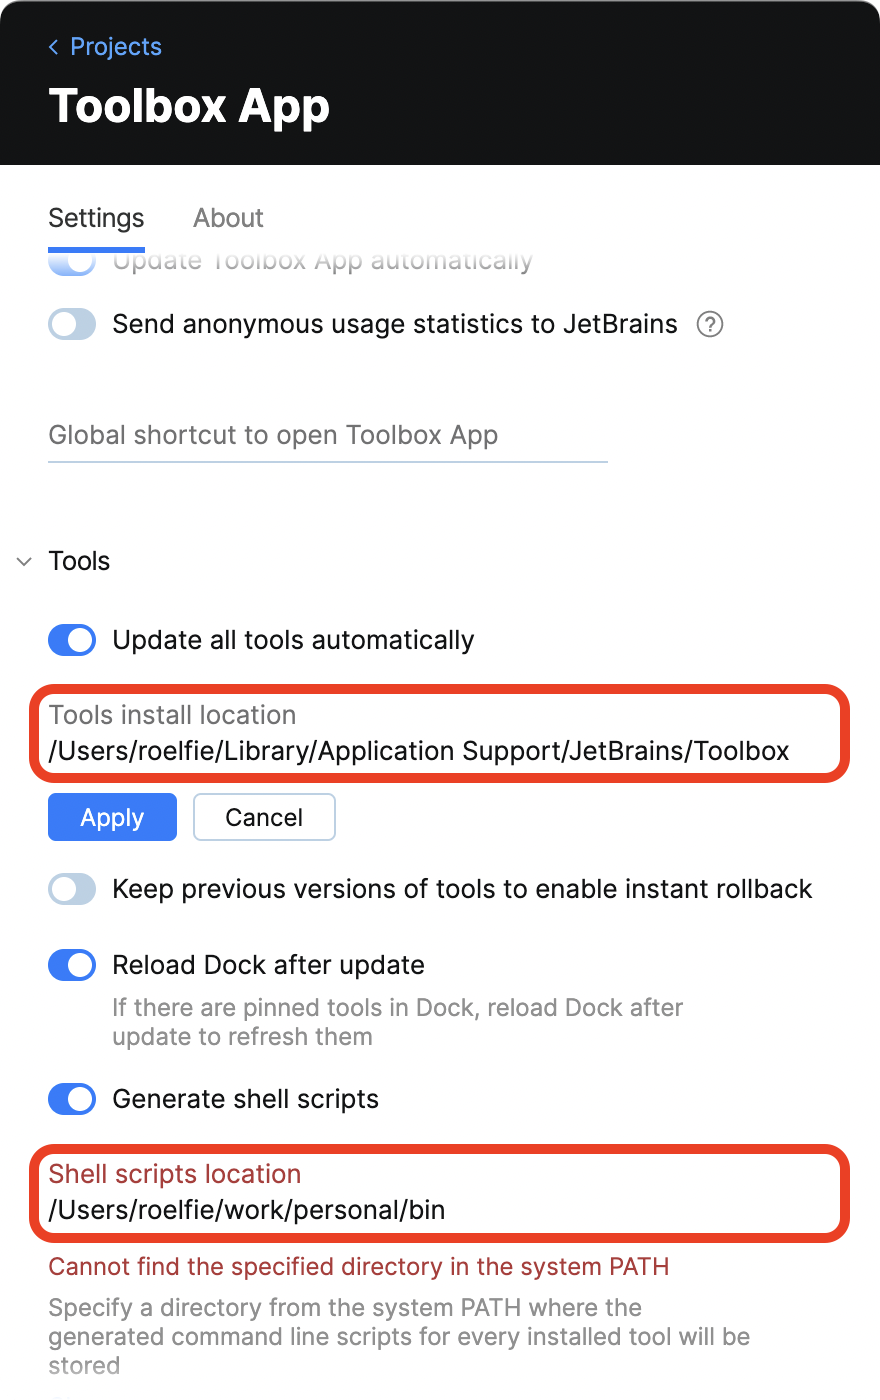 Projects
Toolbox App
Settings About
Update Toolbox App automatically
Send anonymous usage statistics to JetBrains ?
Global shortcut to open Toolbox App
Tools
Update all tools automatically
Tools install location
/Users/roelfie/Library/Application Support/JetBrains/Toolbox
Apply Cancel
Keep previous versions of tools to enable instant rollback
Reload Dock after update
If there are pinned tools in Dock, reload Dock after
update to refresh them
Generate shell scripts
Shell scripts location
/Users/roelfie/work/personal/bin
Cannot find the specified directory in the system PATH
Specify a directory from the system PATH where the
generated command line scripts for every installed tool will be
stored